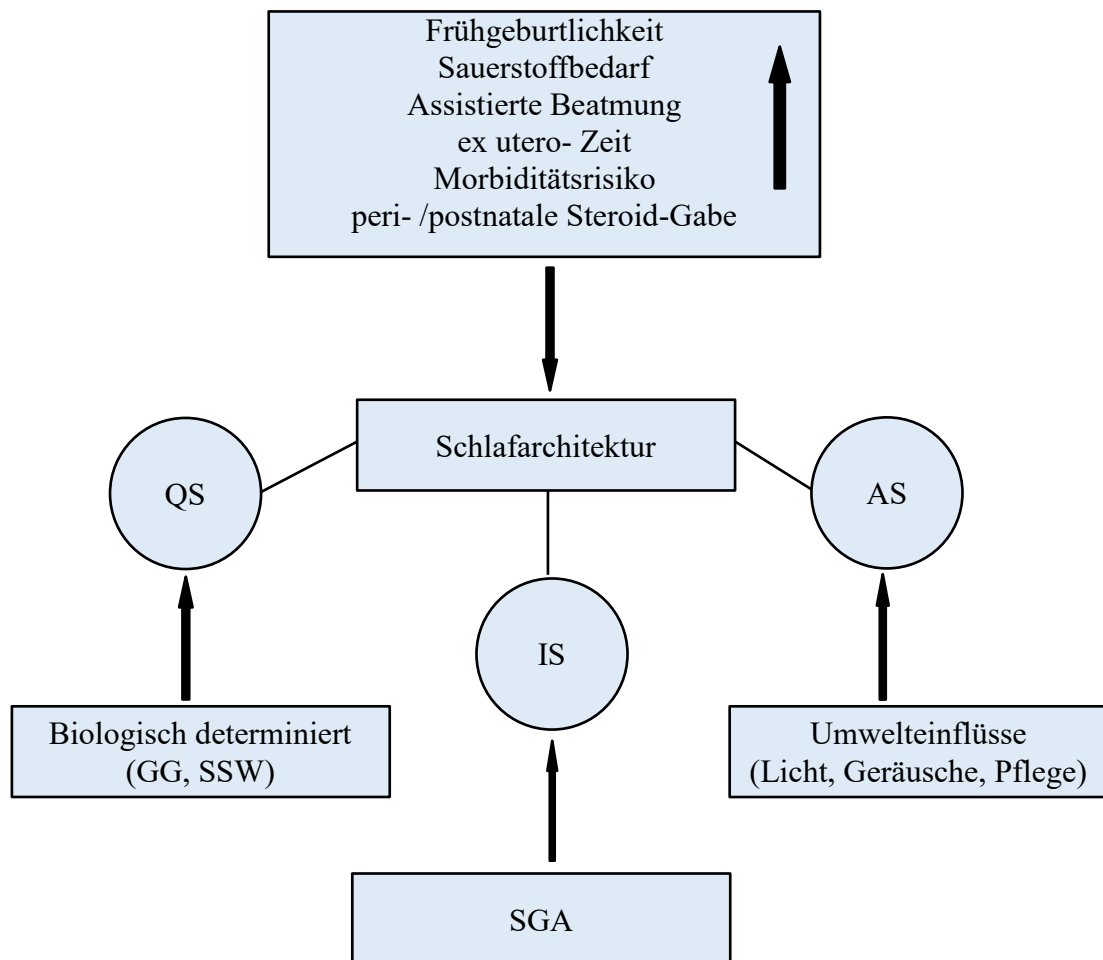 Frühgeburtlichkeit
Sauerstoffbedarf
Assistierte Beatmung
ex utero- Zeit
Morbiditätsrisiko
peri- /postnatale Steroid-Gabe
Schlafarchitektur
QS
AS
IS
Biologisch determiniert
(GG, SSW)
Umwelteinflüsse
(Licht, Geräusche, Pflege)
SGA